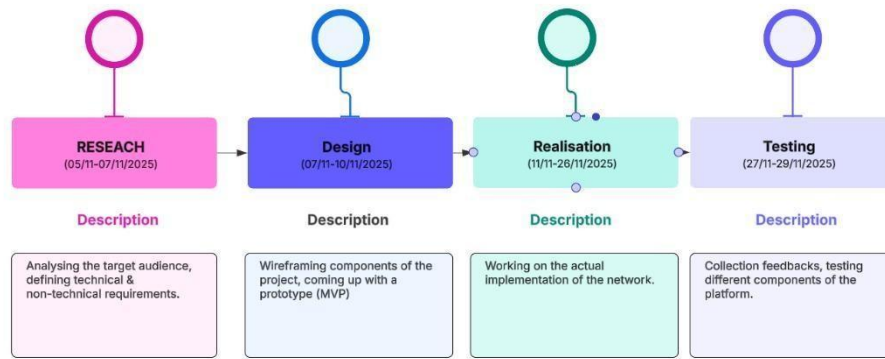 RESEACH
(05/11-07/11/2025)
Design
(07/11-10/11/2025)
Realisation
(11/11-26/11/2025)
Testing
(27/11-29/11/2025)
Description
Description
Description
Description
Analysing the target audience,
defining technical &
non-technical requirements.
Wireframing components of the
project, coming up with a
prototype (MVP)
Working on the actual
implementation of the network.
Collection feedbacks, testing
different components of the
platform.